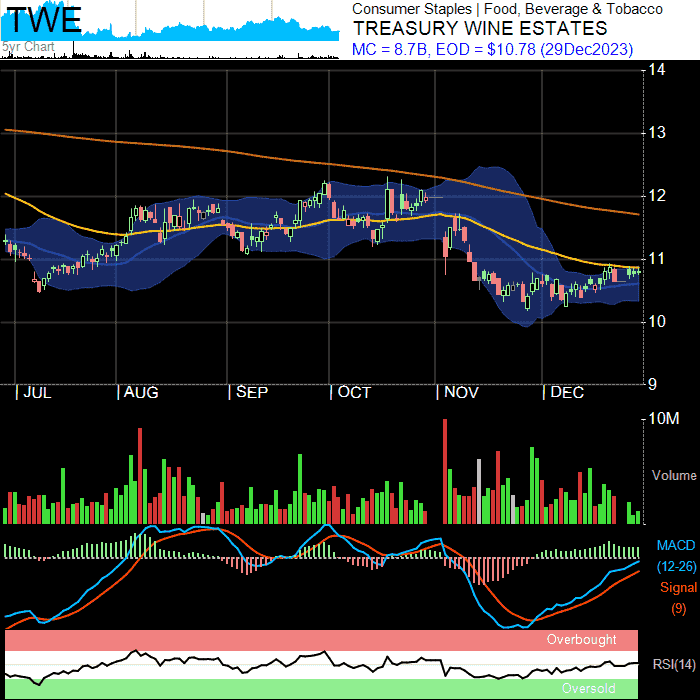 TWE
5yr Chart
Consumer Staples | Food, Beverage & Tobacco
TREASURY WINE ESTATES
MC = 8.7B, EOD = $10.78 (29Dec2023)
14
13
12
11
10
9
| JUL | AUG | SEP | OCT | NOV | DEC
10M
Volume
MACD
(12-26)
Signal
(9)
Overbought
RSI(14)
Oversold